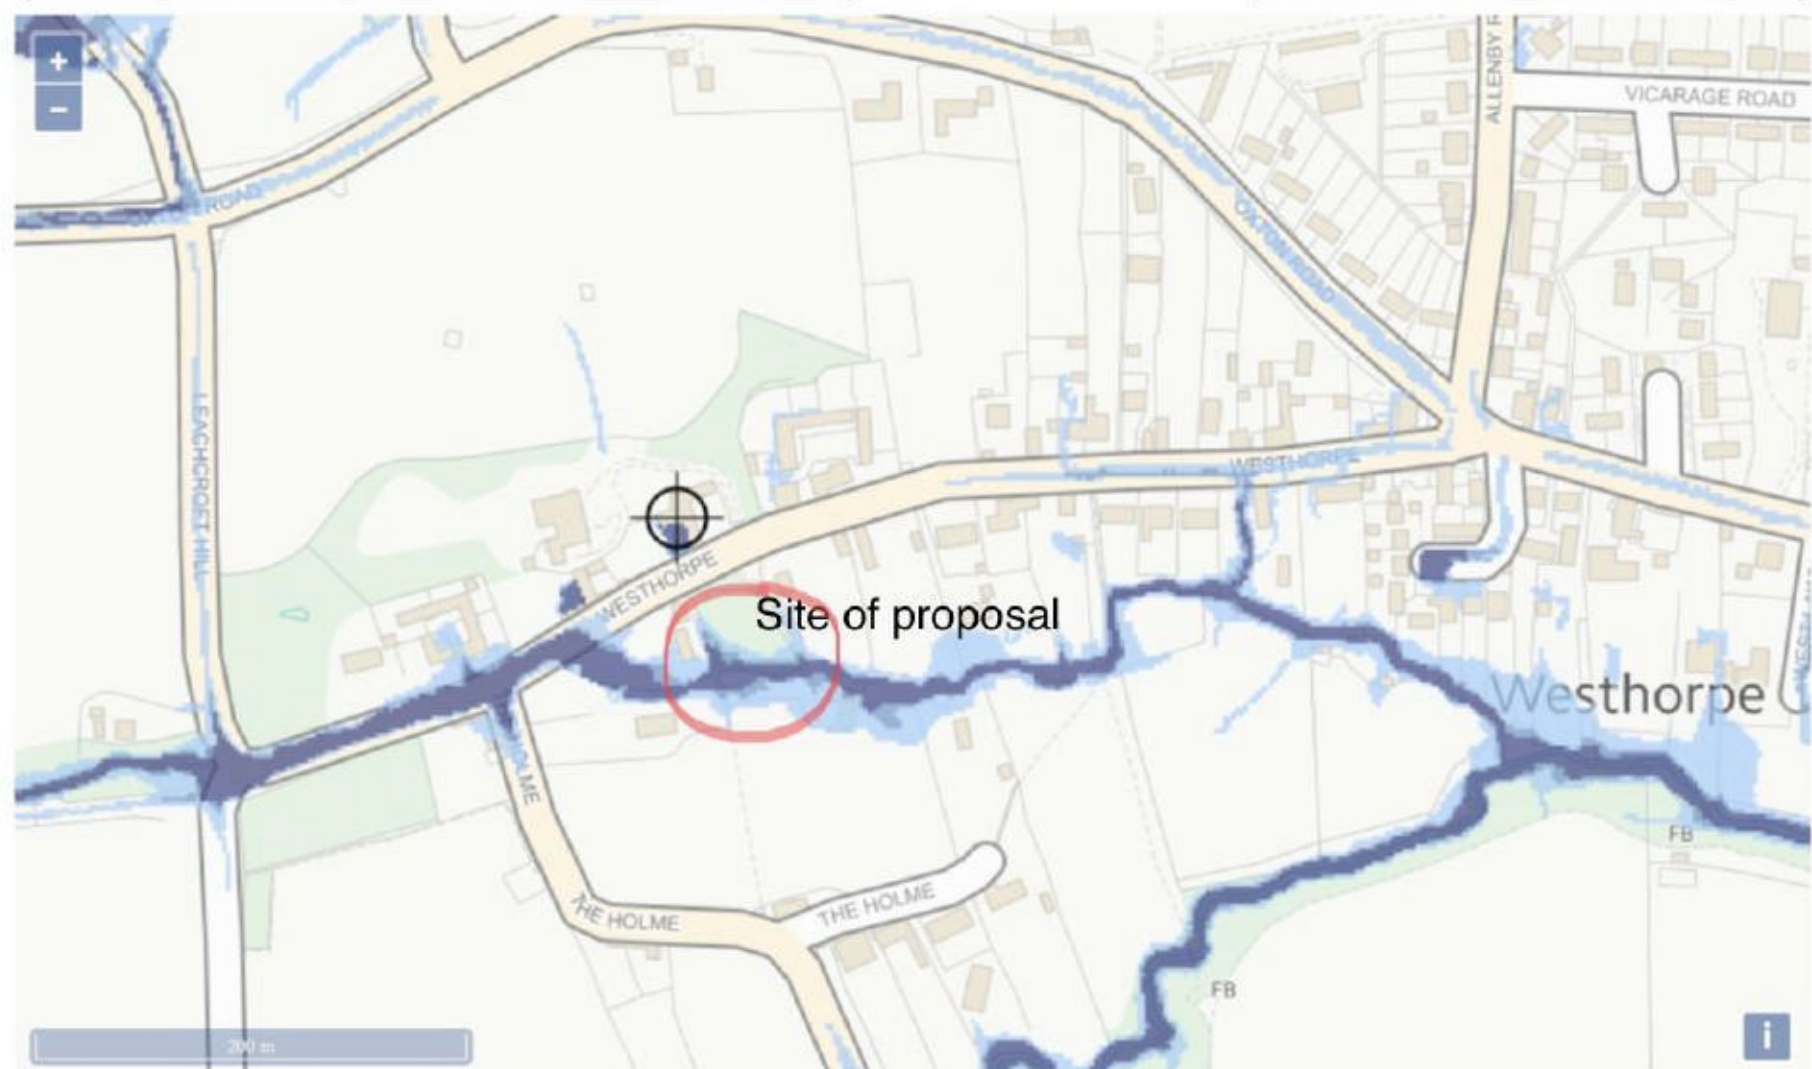 +
−
ALLENBY R
VICARAGE ROAD
ROAD
OXTON ROAD
LEACHCROFT HILL
WESTHORPE
WESTHORPE
Site of proposal
Westhorpe
HOLME
THE HOLME
THE HOLME
FB
FB
200 m
i